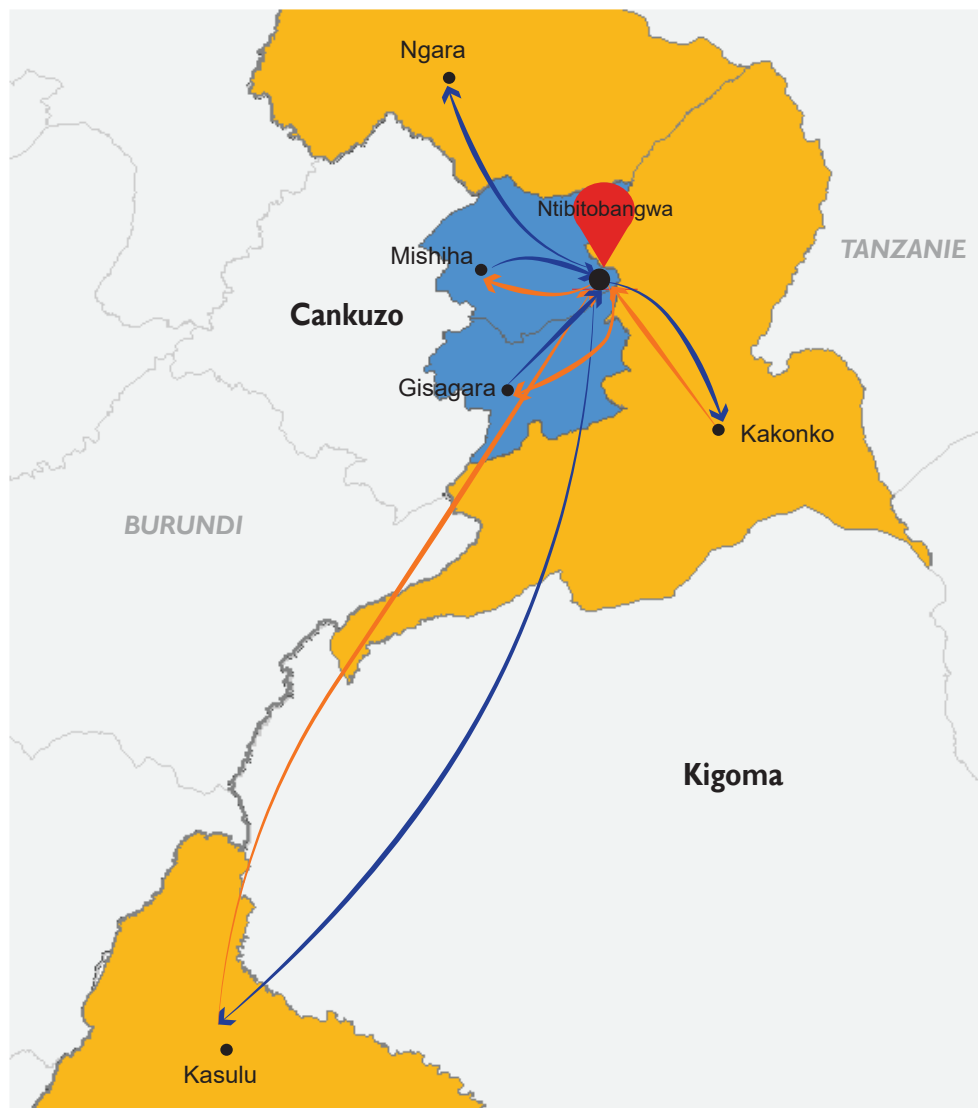 Ngara
Ntibitobangwa
TANZANIE
Mishiha
Cankuzo
Gisagara
Kakonko
BURUNDI
Kigoma
Kasulu